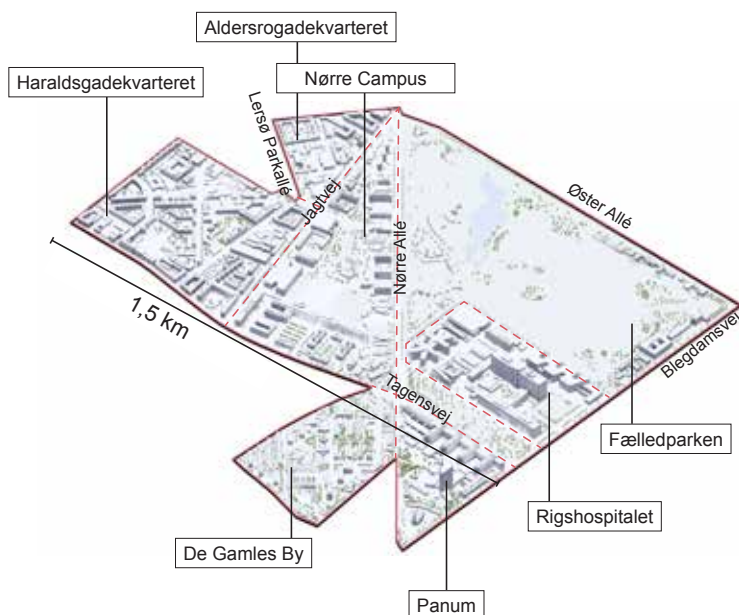 Aldersrogadekvarteret
Haraldsgadekvarteret
Nørre Campus
Lersø Parkallé
Jagtvej
Øster Allé
Nørre Allé
1,5 km
Blegdamsvej
Tagensvej
Fælledparken
Rigshospitalet
De Gamles By
Panum